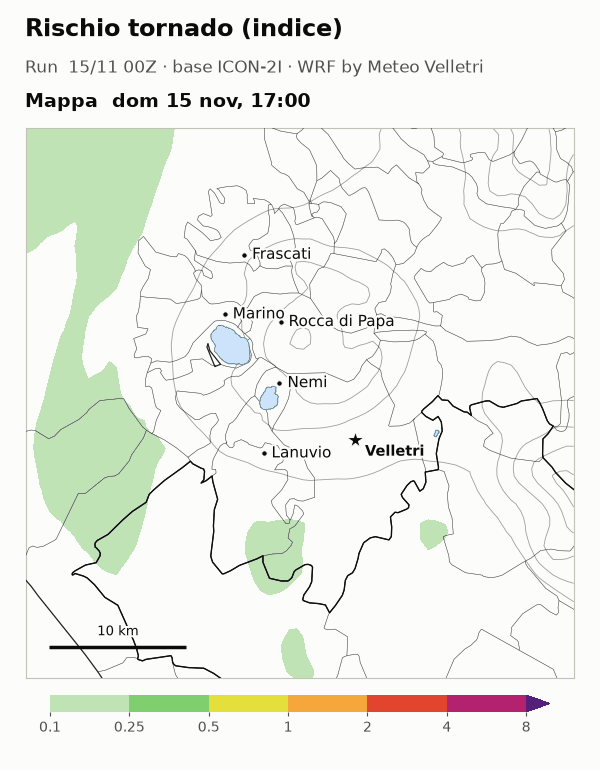 Rischio tornado (indice)
Run  15/11 00Z · base ICON-2I · WRF by Meteo Velletri
Mappa  dom 15 nov, 17:00
Frascati
Marino
Rocca di Papa
Nemi
Velletri
Lanuvio
10 km
0.1 0.25 0.5 1 2 4 8